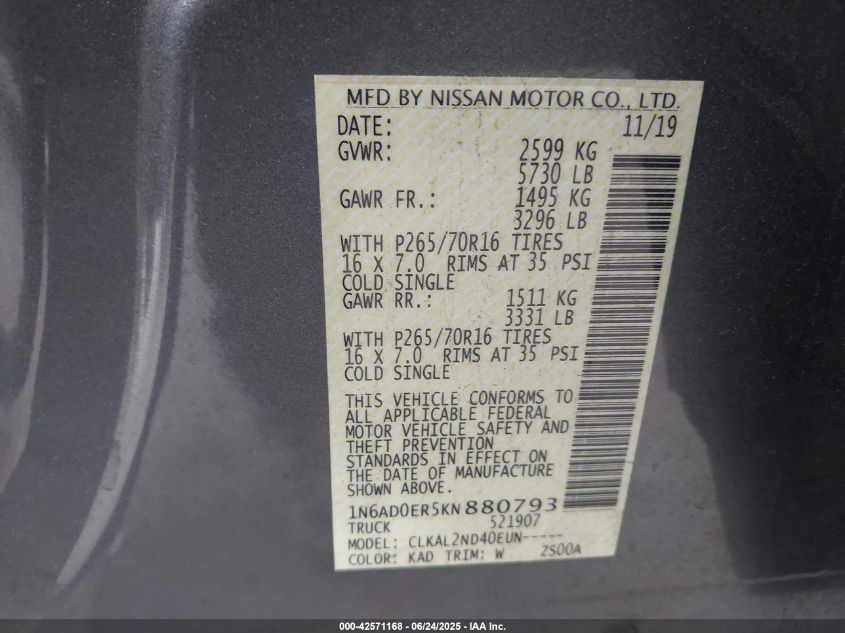 MFD BY NISSAN MOTOR CO., LTD.
DATE: 11/19
GVWR: 2599 KG
5730 LB
GAWR FR.: 1495 KG
3296 LB
WITH P265/70R16 TIRES
16 X 7.0 RIMS AT 35 PSI
COLD SINGLE
GAWR RR.: 1511 KG
3331 LB
WITH P265/70R16 TIRES
16 X 7.0 RIMS AT 35 PSI
COLD SINGLE
THIS VEHICLE CONFORMS TO
ALL APPLICABLE FEDERAL
MOTOR VEHICLE SAFETY AND
THEFT PREVENTION
STANDARDS IN EFFECT ON
THE DATE OF MANUFACTURE
SHOWN ABOVE.
1N6AD0ER5KN880793
TRUCK 521907
MODEL: CLKAL2ND40EUN-----
COLOR: KAD TRIM: W ZS00A
000-42571168 - 06/24/2025 - IAA Inc.